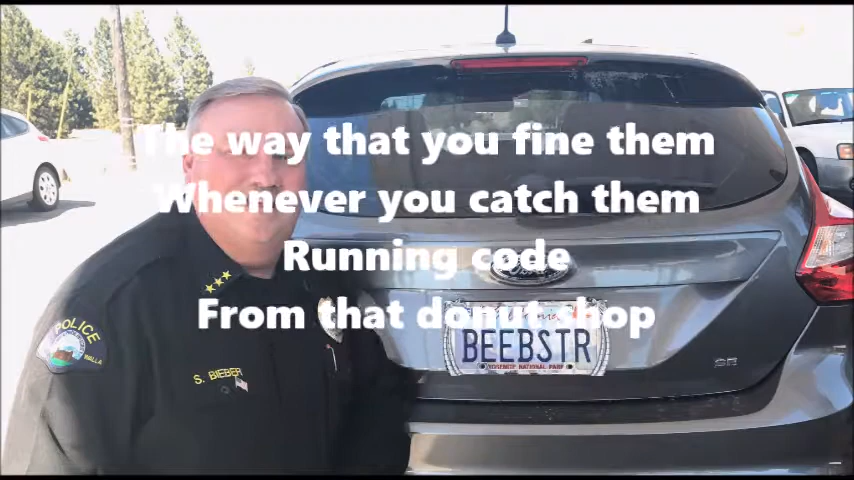 The way that you fine them
Whenever you catch them
Running code
From that donut shop
Ford
BEEBSTR
YOSEMITE NATIONAL PARK
SE
POLICE
WALLA
S. BIEBER